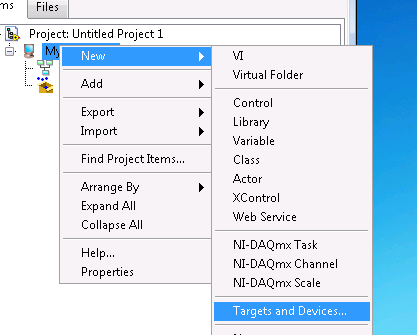 Files
Project: Untitled Project 1
My
New
Add
Export
Import
Find Project Items...
Arrange By
Expand All
Collapse All
Help...
Properties
VI
Virtual Folder
Control
Library
Variable
Class
Actor
XControl
Web Service
NI-DAQmx Task
NI-DAQmx Channel
NI-DAQmx Scale
Targets and Devices...